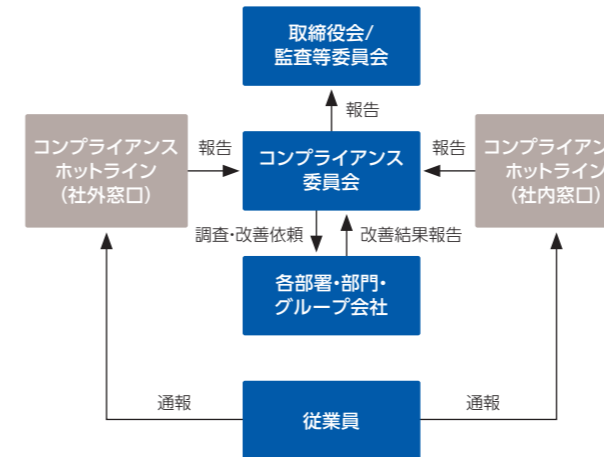 取締役会/
監査等委員会
報告
コンプライアンス
ホットライン
（社外窓口）
報告
コンプライアンス
委員会
報告
コンプライアン
ホットライン
（社内窓口）
調査・改善依頼
改善結果報告
各部署・部門・
グループ会社
通報
従業員
通報